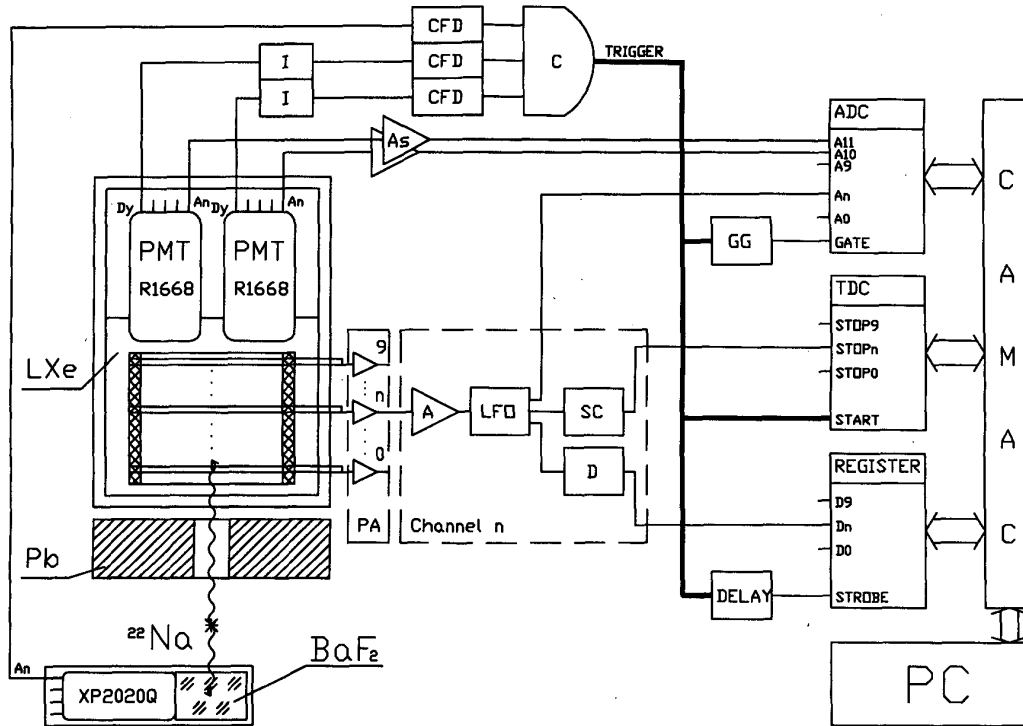 CFD
I CFD C TRIGGER
I CFD
ADC
As A11
A10
A9
C
Dy An Dy An An
A0
PMT PMT GG GATE
R1668 R1668
A
TDC
STOP9
LXe 9 STOPn
STOP0 M
n A LFO SC
START
A
0 D REGISTER
D9
PA Channel n Dn C
Pb D0
DELAY STROBE
22Na
BaF2
An
XP2020Q PC